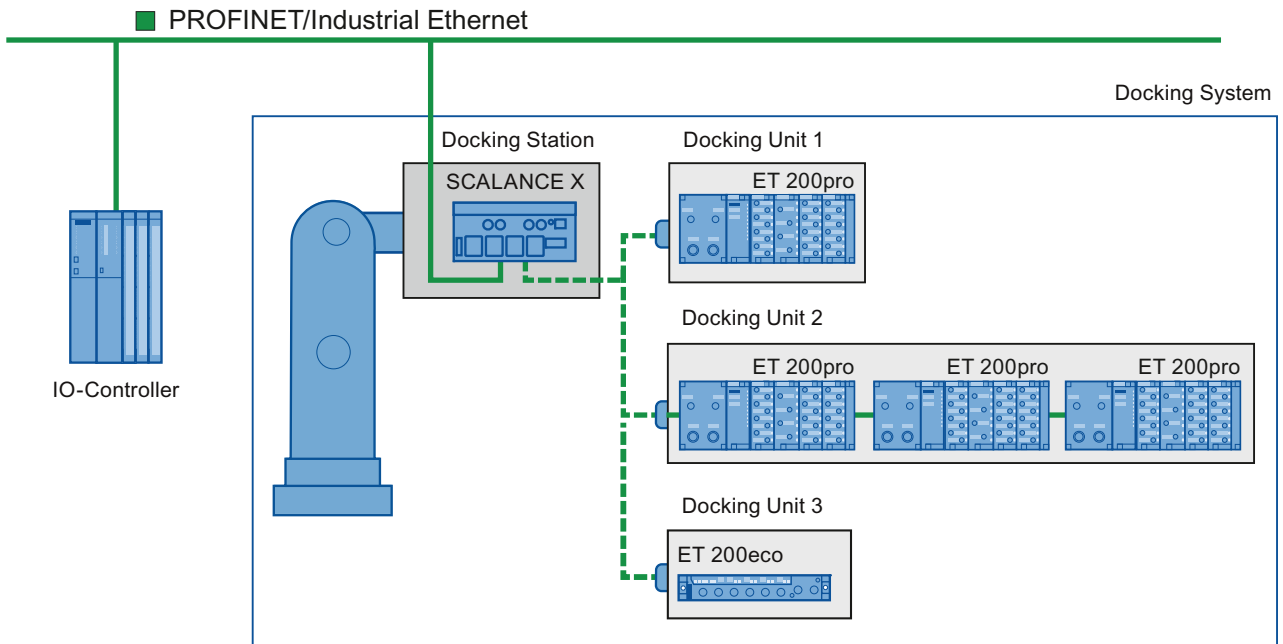 PROFINET/Industrial Ethernet
Docking System
Docking Station
Docking Unit 1
SCALANCE X
ET 200pro
Docking Unit 2
ET 200pro
ET 200pro
ET 200pro
IO-Controller
Docking Unit 3
ET 200eco